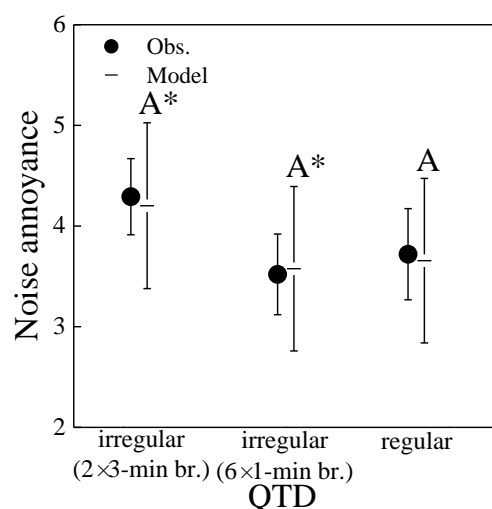 6
Obs.
Model
A*
5
A*
A
4
3
2
Noise annoyance
irregular
(2×3-min br.)
irregular
(6×1-min br.)
regular
QTD